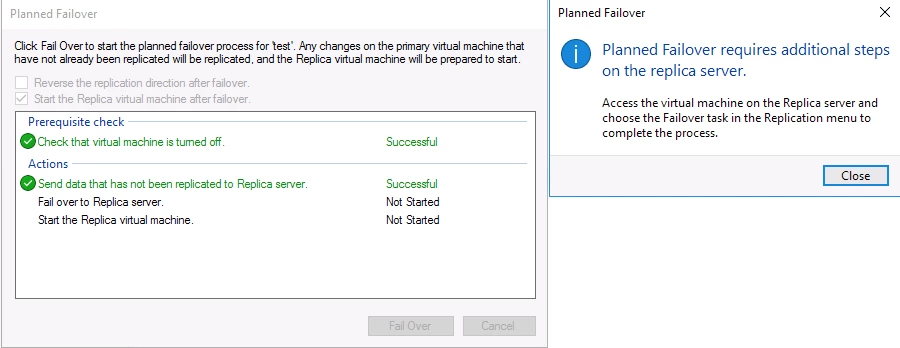 Planned Failover
Click Fail Over to start the planned failover process for 'test'. Any changes on the primary virtual machine that
have not already been replicated will be replicated, and the Replica virtual machine will be prepared to start.
Reverse the replication direction after failover.
Start the Replica virtual machine after failover.
Prerequisite check
Check that virtual machine is turned off. Successful
Actions
Send data that has not been replicated to Replica server. Successful
Fail over to Replica server. Not Started
Start the Replica virtual machine. Not Started
Fail Over Cancel
Planned Failover
Planned Failover requires additional steps
on the replica server.
Access the virtual machine on the Replica server and
choose the Failover task in the Replication menu to
complete the process.
Close